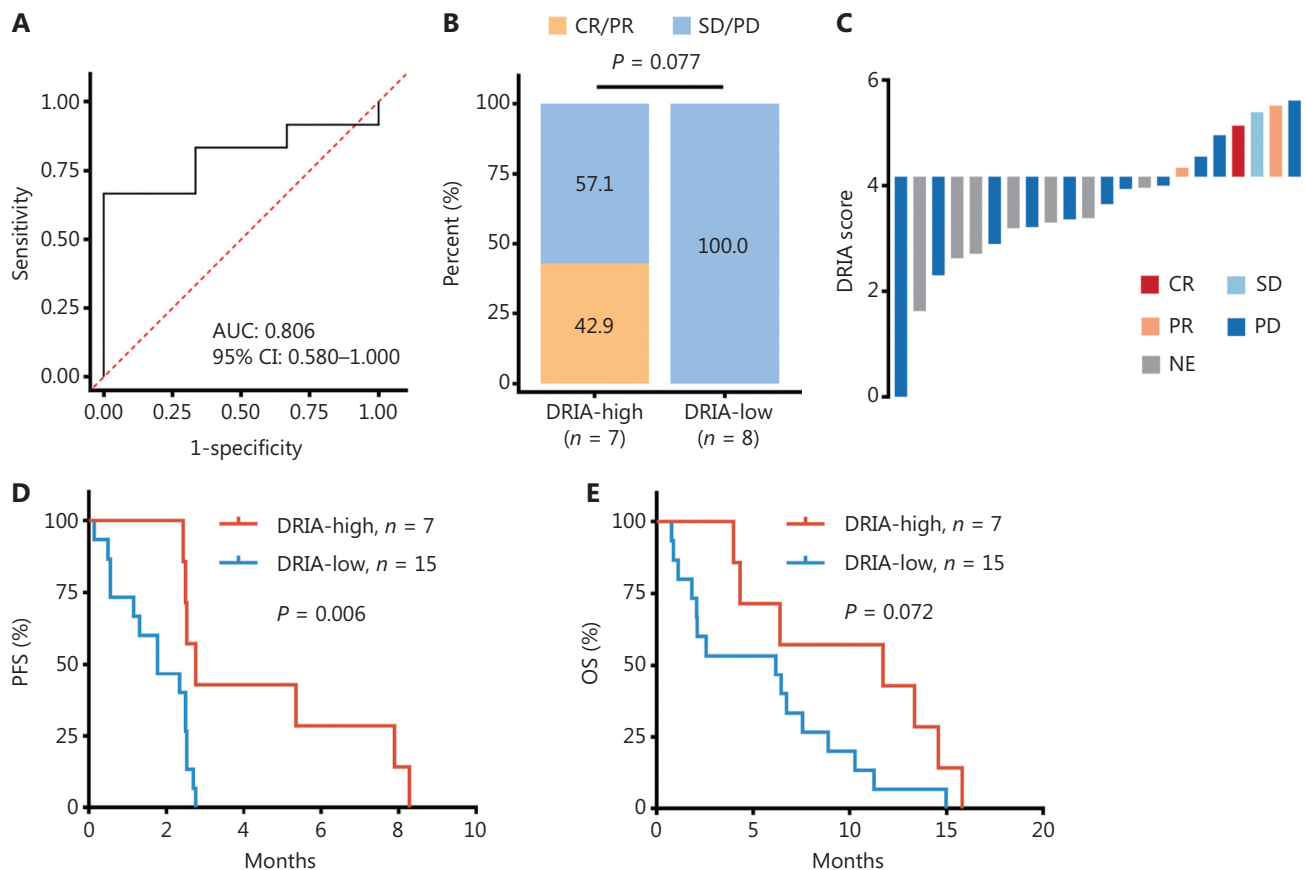 A
1.00
0.75
0.50
0.25
0.00
Sensitivity
AUC: 0.806
95% CI: 0.580–1.000
0.00 0.25 0.50 0.75 1.00
1-specificity
B
CR/PR SD/PD
P = 0.077
100
75
50
25
0
Percent (%)
57.1
42.9
100.0
DRIA-high DRIA-low
(n = 7) (n = 8)
C
6
4
2
0
DRIA score
CR SD
PR PD
NE
D
100
75
50
25
0
PFS (%)
DRIA-high, n = 7
DRIA-low, n = 15
P = 0.006
0 2 4 6 8 10
Months
E
100
75
50
25
0
OS (%)
DRIA-high, n = 7
DRIA-low, n = 15
P = 0.072
0 5 10 15 20
Months